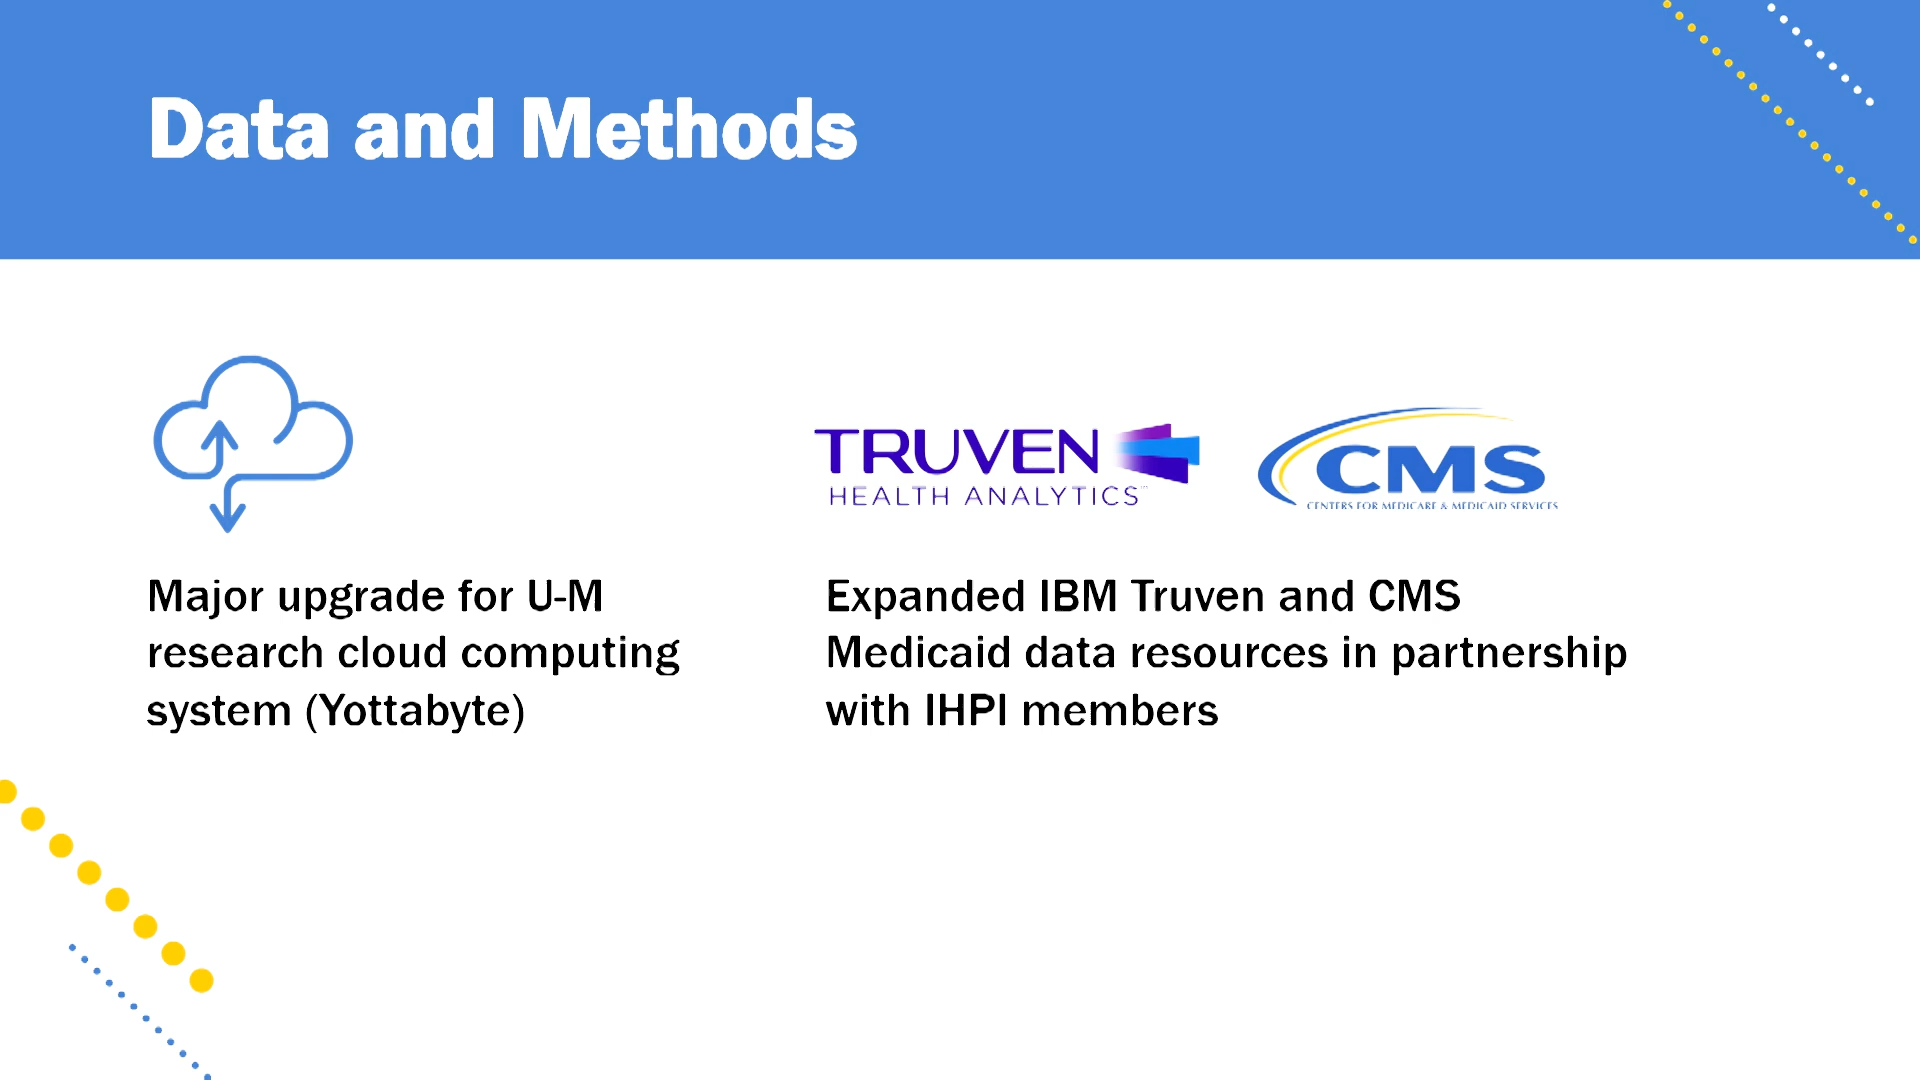 Data and Methods
TRUVEN
HEALTH ANALYTICS
CMS
CENTERS FOR MEDICARE & MEDICAID SERVICES
Major upgrade for U-M
research cloud computing
system (Yottabyte)
Expanded IBM Truven and CMS
Medicaid data resources in partnership
with IHPI members